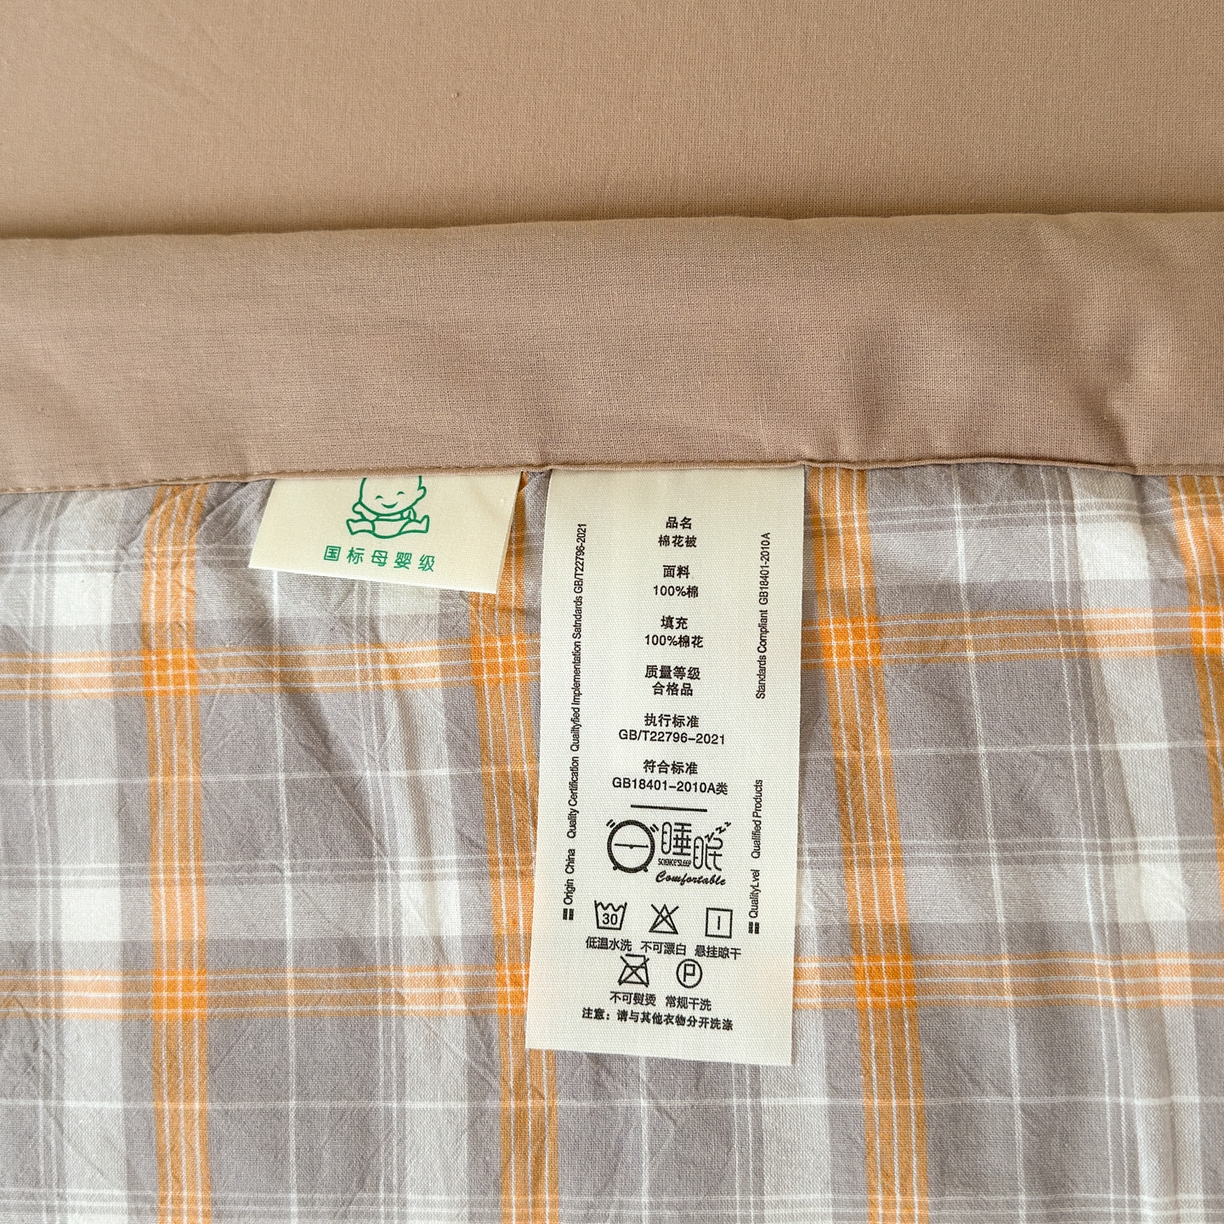 国标母婴级
品名
棉花被
面料
100%棉
填充
100%棉花
质量等级
合格品
执行标准
GB/T22796-2021
符合标准
GB18401-2010A类
睡眠
SCIENCE'SLEEP
Comfortable
30
P
低温水洗 不可漂白 悬挂晾干
不可熨烫 常规干洗
注意：请与其他衣物分开洗涤
Origin China Quality Certification Qualityfied Implementation Satndards GB/T22796-2021
QualityLvel Qualified Products Standards Compliant GB18401-2010A